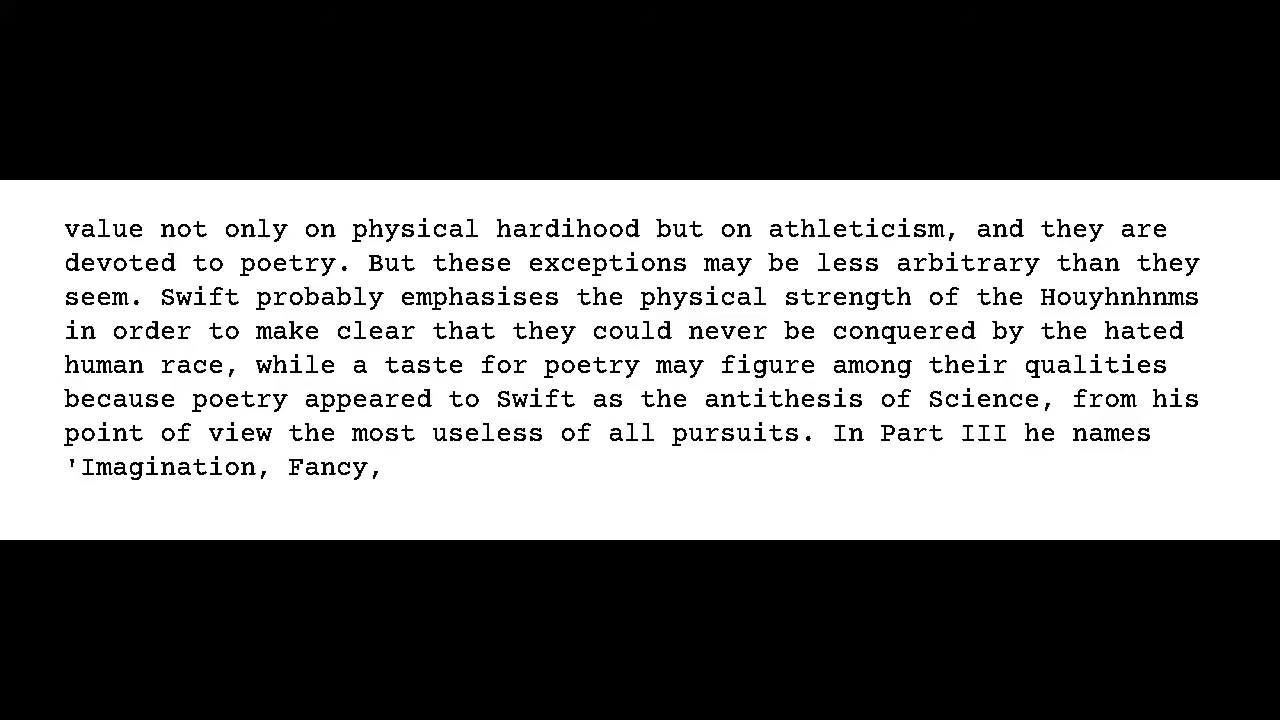 value not only on physical hardihood but on athleticism, and they are
devoted to poetry. But these exceptions may be less arbitrary than they
seem. Swift probably emphasises the physical strength of the Houyhnhnms
in order to make clear that they could never be conquered by the hated
human race, while a taste for poetry may figure among their qualities
because poetry appeared to Swift as the antithesis of Science, from his
point of view the most useless of all pursuits. In Part III he names
'Imagination, Fancy,